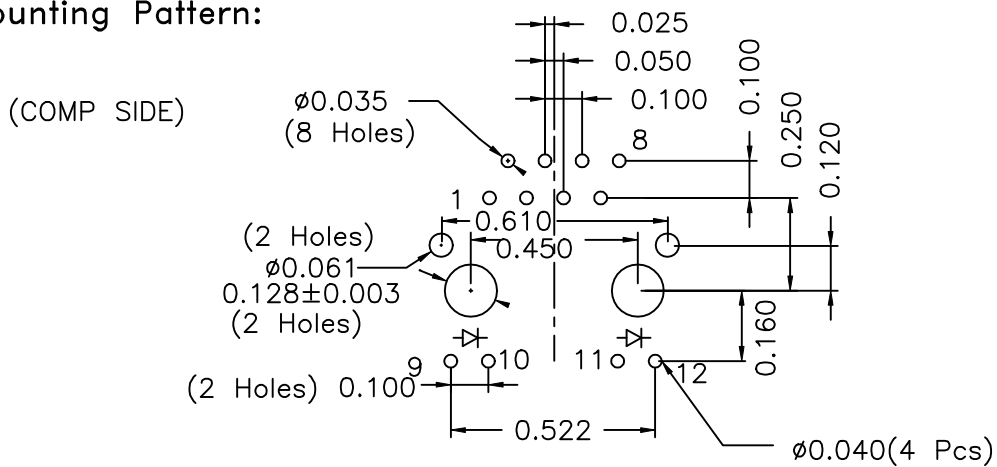 ounting Pattern:
0.025
0.050
0.100
0.100
(COMP SIDE)
ø0.035
(8 Holes)
8
0.250
0.120
1
0.610
(2 Holes)
0.450
ø0.061
0.128±0.003
(2 Holes)
0.160
9
10
11
12
(2 Holes) 0.100
0.522
ø0.040(4 Pcs)